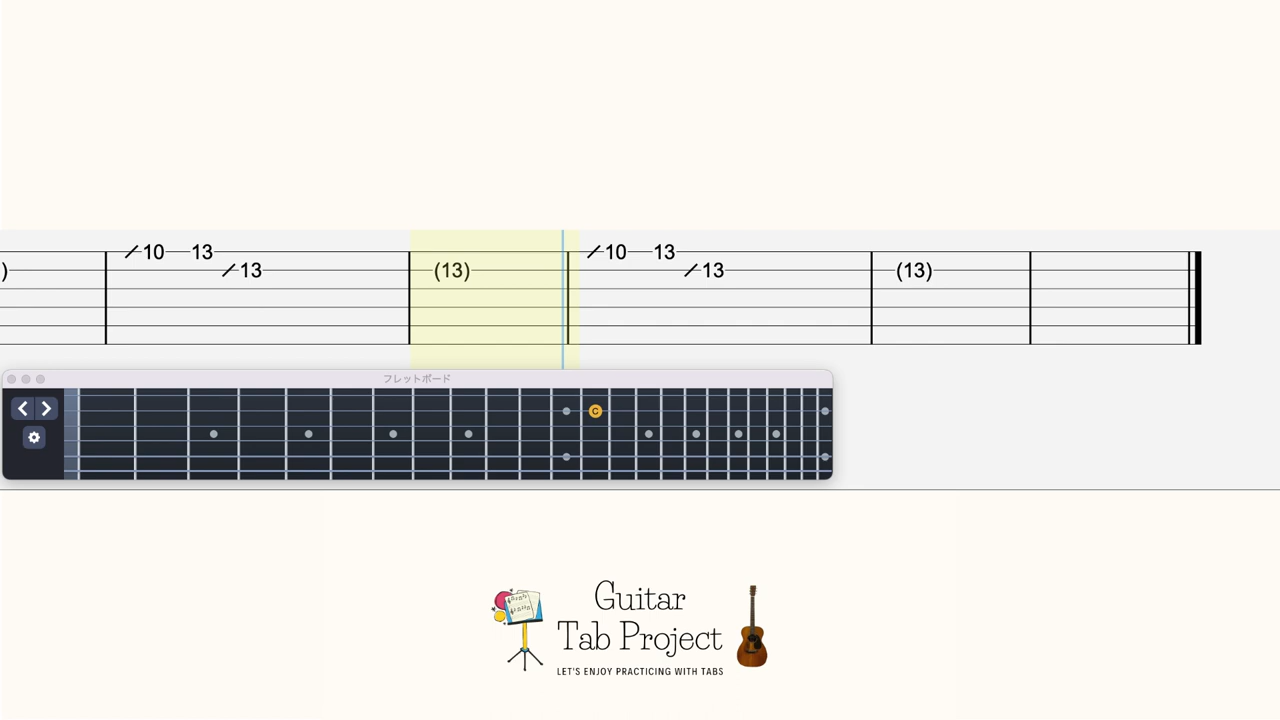 /10 13 /10 13
) /13 (13) /13 (13)
フレットボード
C
Guitar
Tab Project
LET'S ENJOY PRACTICING WITH TABS